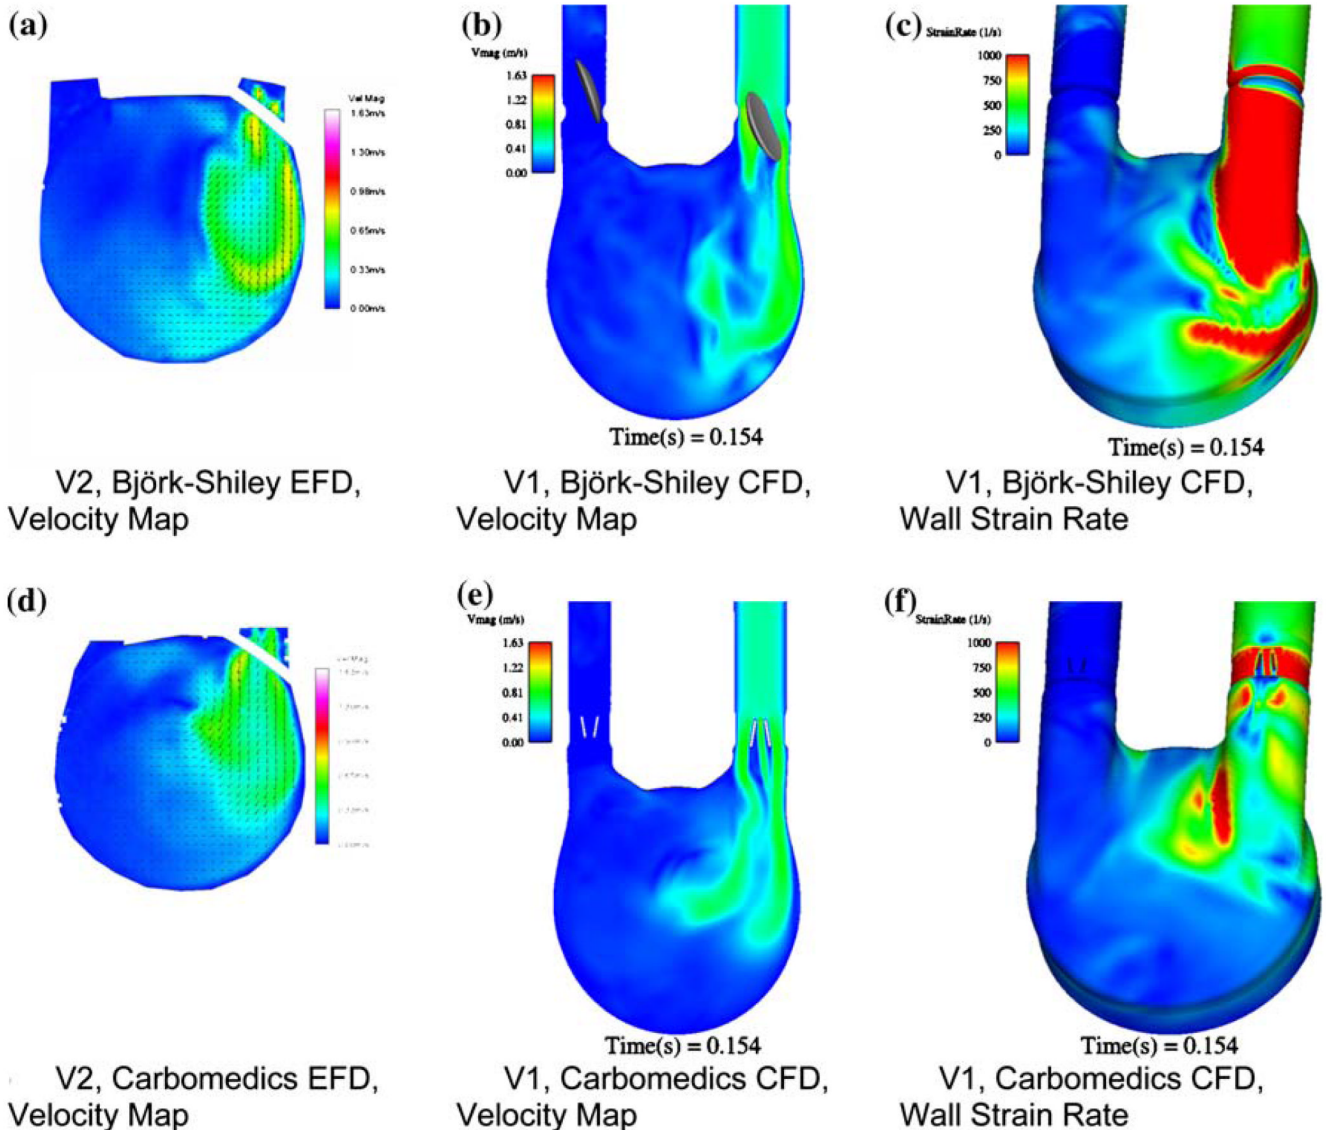 (a)
Vel Mag
1.63m/s
1.30m/s
0.98m/s
0.65m/s
0.33m/s
0.00m/s
V2, Björk-Shiley EFD,
Velocity Map
(b)
Vmag (m/s)
1.63
1.22
0.81
0.41
0.00
Time(s) = 0.154
V1, Björk-Shiley CFD,
Velocity Map
(c)
StrainRate (1/s)
1000
750
500
250
0
Time(s) = 0.154
V1, Björk-Shiley CFD,
Wall Strain Rate
(d)
V2, Carbomedics EFD,
Velocity Map
(e)
Vmag (m/s)
1.63
1.22
0.81
0.41
0.00
Time(s) = 0.154
V1, Carbomedics CFD,
Velocity Map
(f)
StrainRate (1/s)
1000
750
500
250
0
Time(s) = 0.154
V1, Carbomedics CFD,
Wall Strain Rate